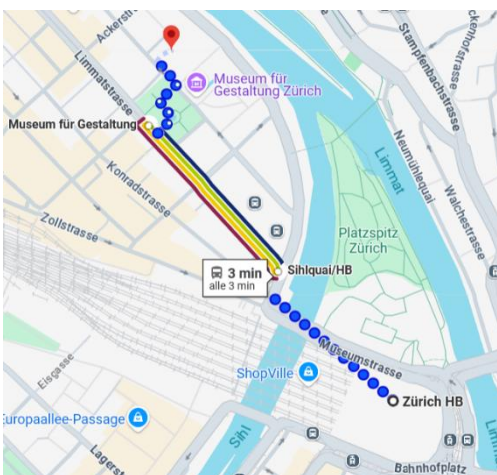 Ackerstr
Limmatstrasse
Museum für
Gestaltung Zürich
Museum für Gestaltung
Konradstrasse
Zollstrasse
Stampfenbachstrasse
Neumühlequai
Limmat
Walchestrasse
Platzspitz
Zürich
3 min
alle 3 min
Sihlquai/HB
Museumstrasse
ShopVille
Zürich HB
Eisgasse
Europaallee-Passage
Lagerstr
Sihl
Bahnhofplatz